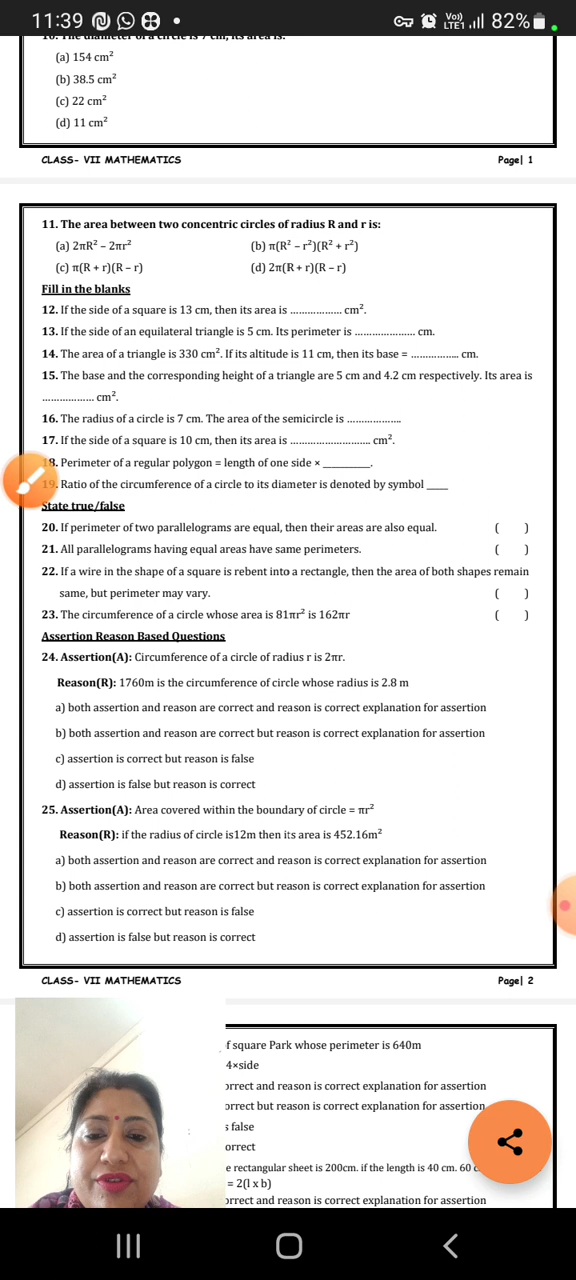 11:39 Vo)) LTE1 82%
10. The diameter of a circle is 7 cm, its area is:
(a) 154 cm²
(b) 38.5 cm²
(c) 22 cm²
(d) 11 cm²
CLASS- VII MATHEMATICS Page| 1
11. The area between two concentric circles of radius R and r is:
(a) 2πR² – 2πr² (b) π(R² – r²)(R² + r²)
(c) π(R + r)(R – r) (d) 2π(R + r)(R – r)
Fill in the blanks
12. If the side of a square is 13 cm, then its area is .................. cm².
13. If the side of an equilateral triangle is 5 cm. Its perimeter is ..................... cm.
14. The area of a triangle is 330 cm². If its altitude is 11 cm, then its base = ................. cm.
15. The base and the corresponding height of a triangle are 5 cm and 4.2 cm respectively. Its area is
.................. cm².
16. The radius of a circle is 7 cm. The area of the semicircle is ...................
17. If the side of a square is 10 cm, then its area is ............................ cm².
18. Perimeter of a regular polygon = length of one side × _________.
19. Ratio of the circumference of a circle to its diameter is denoted by symbol ____
State true/false
20. If perimeter of two parallelograms are equal, then their areas are also equal. ( )
21. All parallelograms having equal areas have same perimeters. ( )
22. If a wire in the shape of a square is rebent into a rectangle, then the area of both shapes remain
same, but perimeter may vary. ( )
23. The circumference of a circle whose area is 81πr² is 162πr ( )
Assertion Reason Based Questions
24. Assertion(A): Circumference of a circle of radius r is 2πr.
Reason(R): 1760m is the circumference of circle whose radius is 2.8 m
a) both assertion and reason are correct and reason is correct explanation for assertion
b) both assertion and reason are correct but reason is correct explanation for assertion
c) assertion is correct but reason is false
d) assertion is false but reason is correct
25. Assertion(A): Area covered within the boundary of circle = πr²
Reason(R): if the radius of circle is12m then its area is 452.16m²
a) both assertion and reason are correct and reason is correct explanation for assertion
b) both assertion and reason are correct but reason is correct explanation for assertion
c) assertion is correct but reason is false
d) assertion is false but reason is correct
CLASS- VII MATHEMATICS Page| 2
f square Park whose perimeter is 640m
4×side
orrect and reason is correct explanation for assertion
orrect but reason is correct explanation for assertion
s false
orrect
e rectangular sheet is 200cm. if the length is 40 cm. 60
= 2(l x b)
orrect and reason is correct explanation for assertion